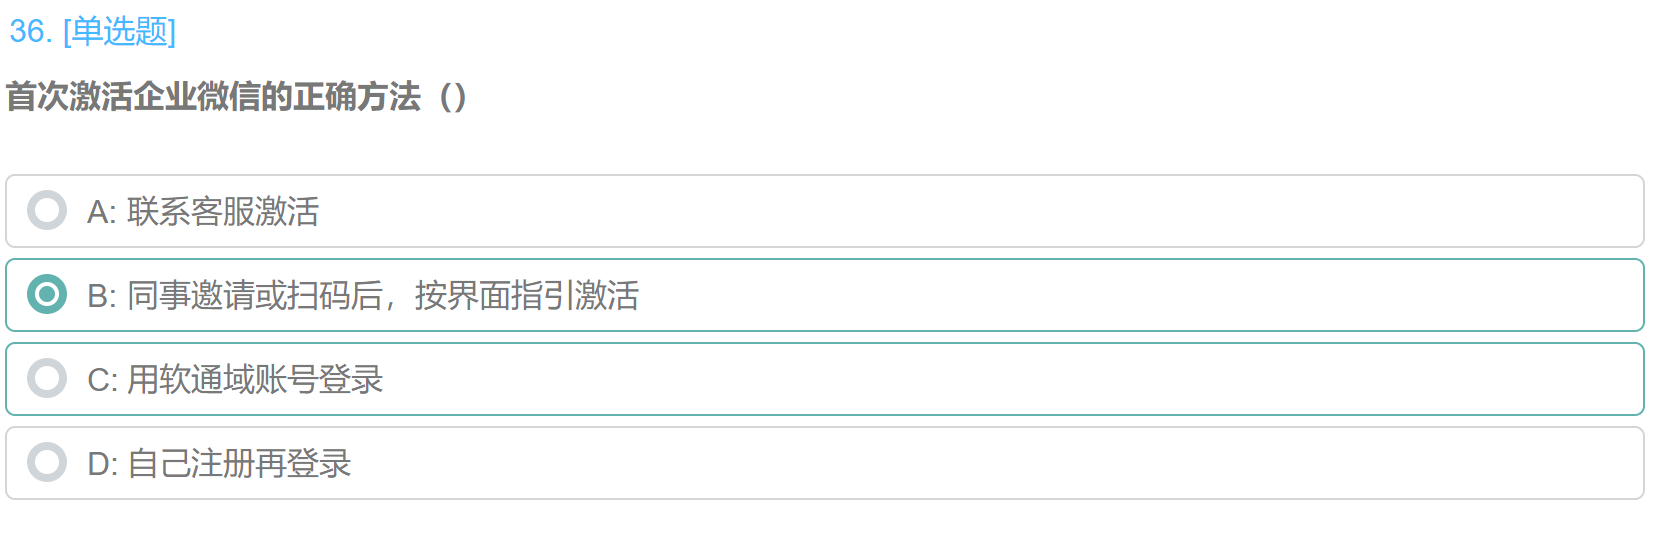 36. [单选题]
首次激活企业微信的正确方法（）
A: 联系客服激活
B: 同事邀请或扫码后，按界面指引激活
C: 用软通域账号登录
D: 自己注册再登录